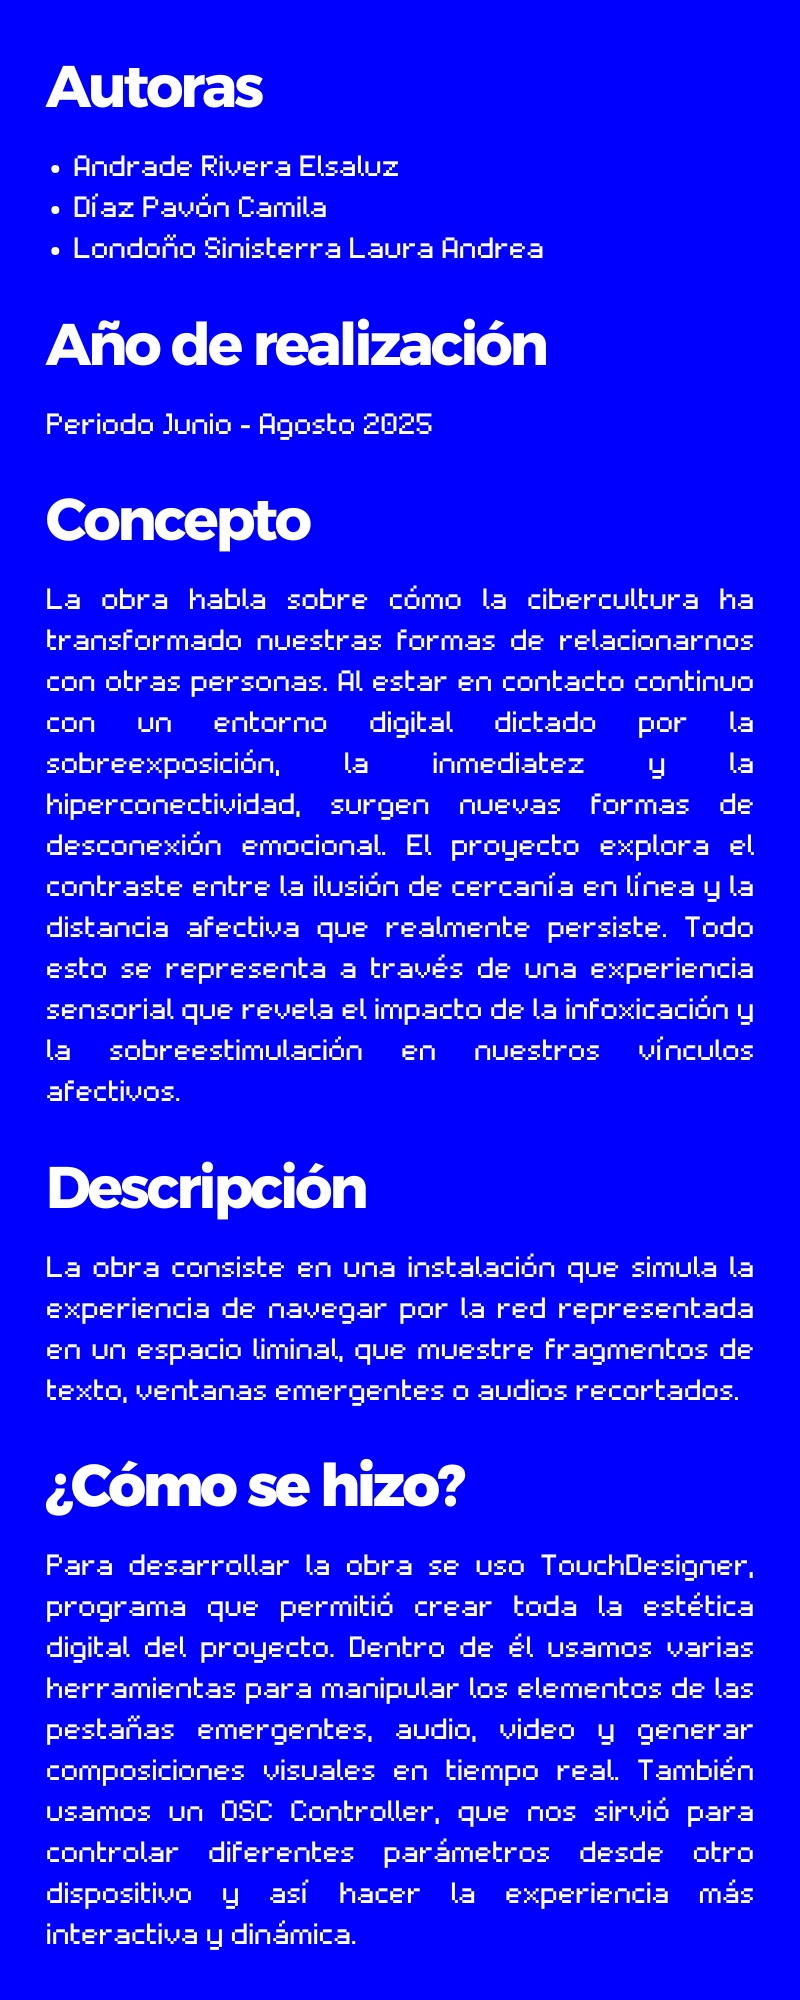 Autoras
• Andrade Rivera Elsaluz
• Díaz Pavón Camila
• Londoño Sinisterra Laura Andrea
Año de realización
Periodo Junio - Agosto 2025
Concepto
La obra habla sobre cómo la cibercultura ha
transformado nuestras formas de relacionarnos
con otras personas. Al estar en contacto continuo
con un entorno digital dictado por la
sobreexposición, la inmediatez y la
hiperconectividad, surgen nuevas formas de
desconexión emocional. El proyecto explora el
contraste entre la ilusión de cercanía en línea y la
distancia afectiva que realmente persiste. Todo
esto se representa a través de una experiencia
sensorial que revela el impacto de la infoxicación y
la sobreestimulación en nuestros vínculos
afectivos.
Descripción
La obra consiste en una instalación que simula la
experiencia de navegar por la red representada
en un espacio liminal, que muestre fragmentos de
texto, ventanas emergentes o audios recortados.
¿Cómo se hizo?
Para desarrollar la obra se uso TouchDesigner,
programa que permitió crear toda la estética
digital del proyecto. Dentro de él usamos varias
herramientas para manipular los elementos de las
pestañas emergentes, audio, video y generar
composiciones visuales en tiempo real. También
usamos un OSC Controller, que nos sirvió para
controlar diferentes parámetros desde otro
dispositivo y así hacer la experiencia más
interactiva y dinámica.